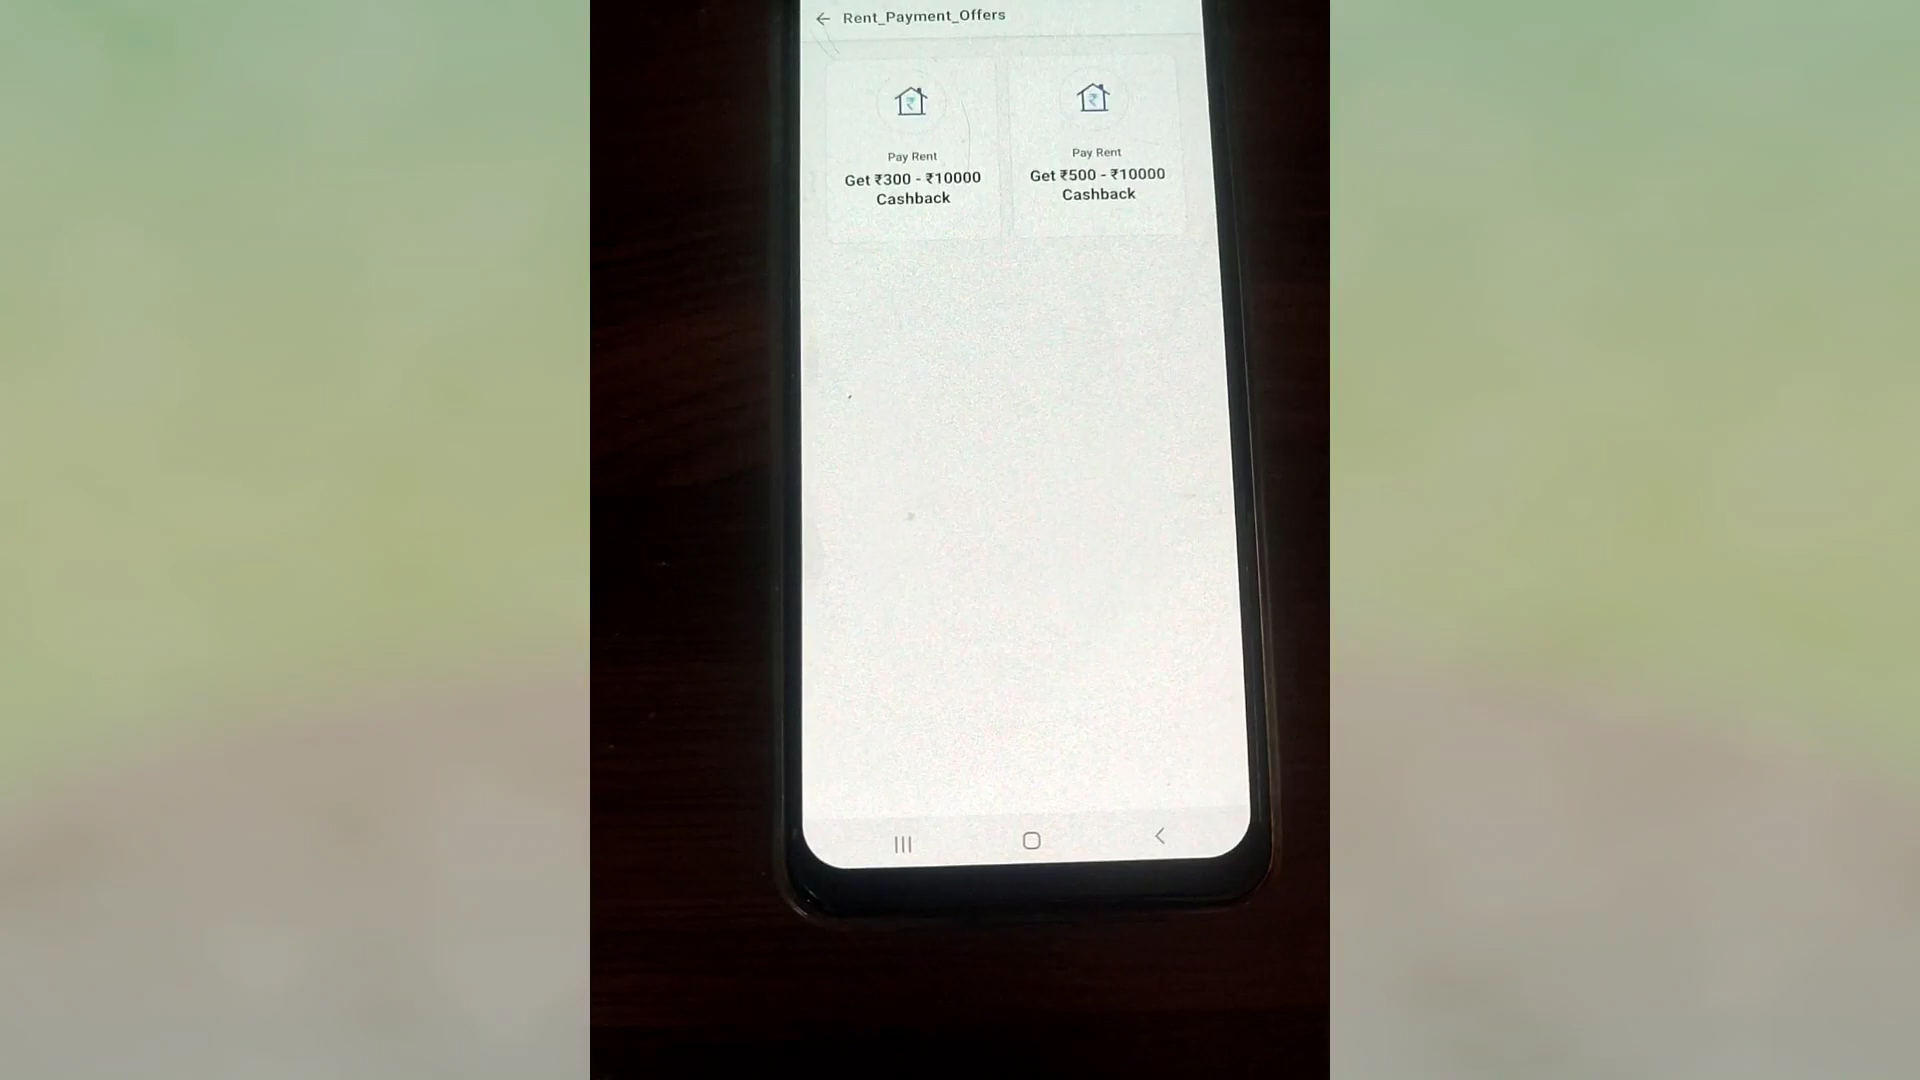 Rent_Payment_Offers
Pay Rent
Get ₹300 - ₹10000
Cashback
Pay Rent
Get ₹500 - ₹10000
Cashback